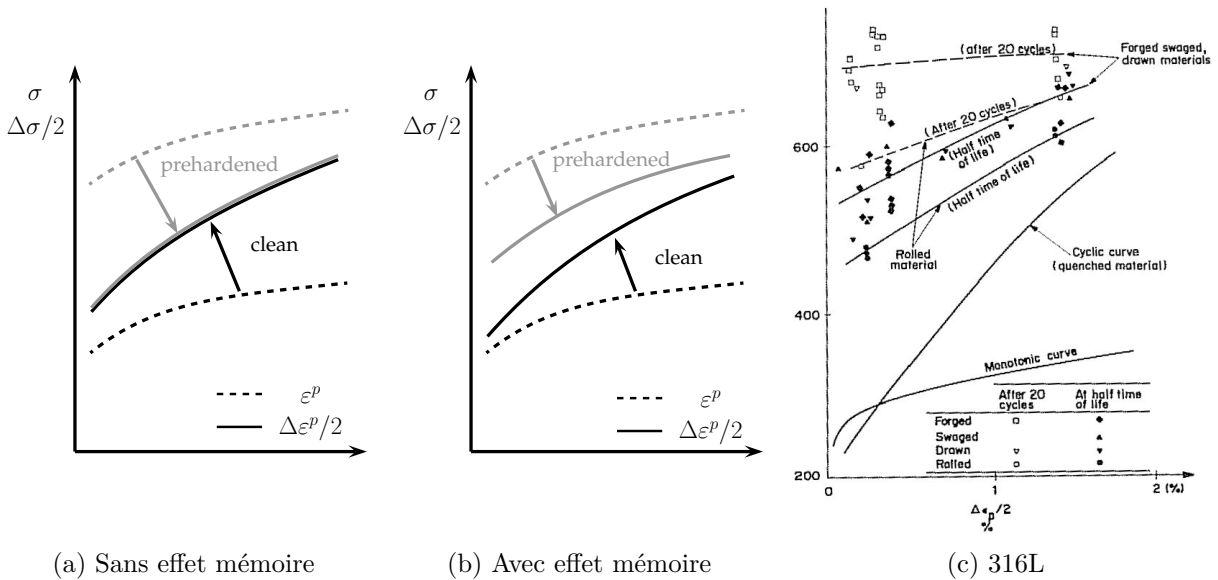 σ
Δσ/2
prehardened
clean
ε^p
Δε^p/2
(a) Sans effet mémoire
σ
Δσ/2
prehardened
clean
ε^p
Δε^p/2
(b) Avec effet mémoire
(after 20 cycles)
Forged swaged,
drawn materials
(After 20 cycles)
(Half time
of life)
(Half time of life)
Rolled
material
Cyclic curve
(quenched material)
Monotonic curve
After 20
cycles
At half time
of life
Forged
Swaged
Drawn
Rolled
600
400
200
0
1
2 (%)
Δϵp/2
%
(c) 316L